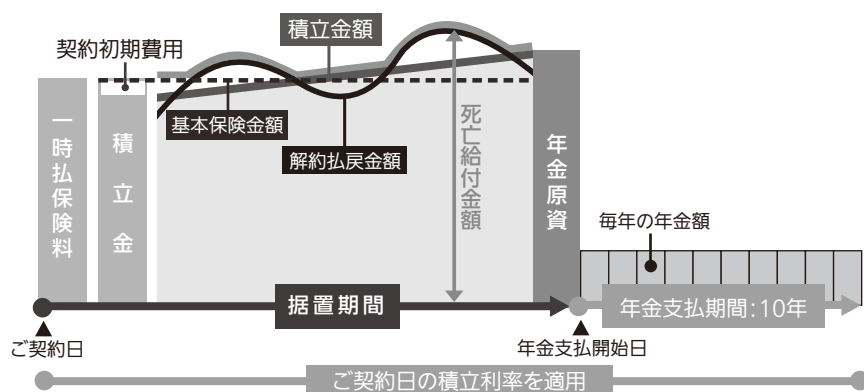 契約初期費用
積立金額
一時払保険料
積立金
基本保険金額
解約払戻金額
死亡給付金額
年金原資
毎年の年金額
据置期間
年金支払期間:10年
ご契約日
年金支払開始日
ご契約日の積立利率を適用